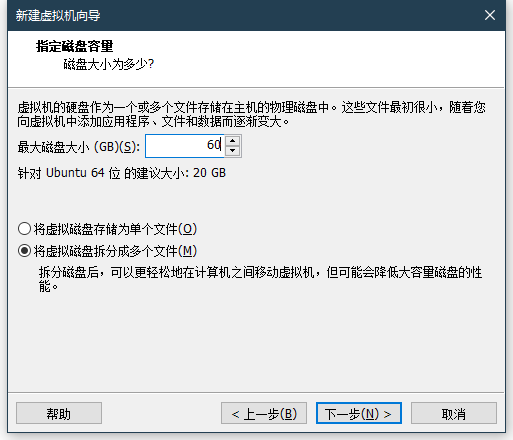 新建虚拟机向导
指定磁盘容量
磁盘大小为多少?
虚拟机的硬盘作为一个或多个文件存储在主机的物理磁盘中。这些文件最初很小，随着您
向虚拟机中添加应用程序、文件和数据而逐渐变大。
最大磁盘大小 (GB)(S): 60
针对 Ubuntu 64 位 的建议大小: 20 GB
将虚拟磁盘存储为单个文件(O)
将虚拟磁盘拆分成多个文件(M)
拆分磁盘后，可以更轻松地在计算机之间移动虚拟机，但可能会降低大容量磁盘的性
能。
帮助 < 上一步(B) 下一步(N) > 取消